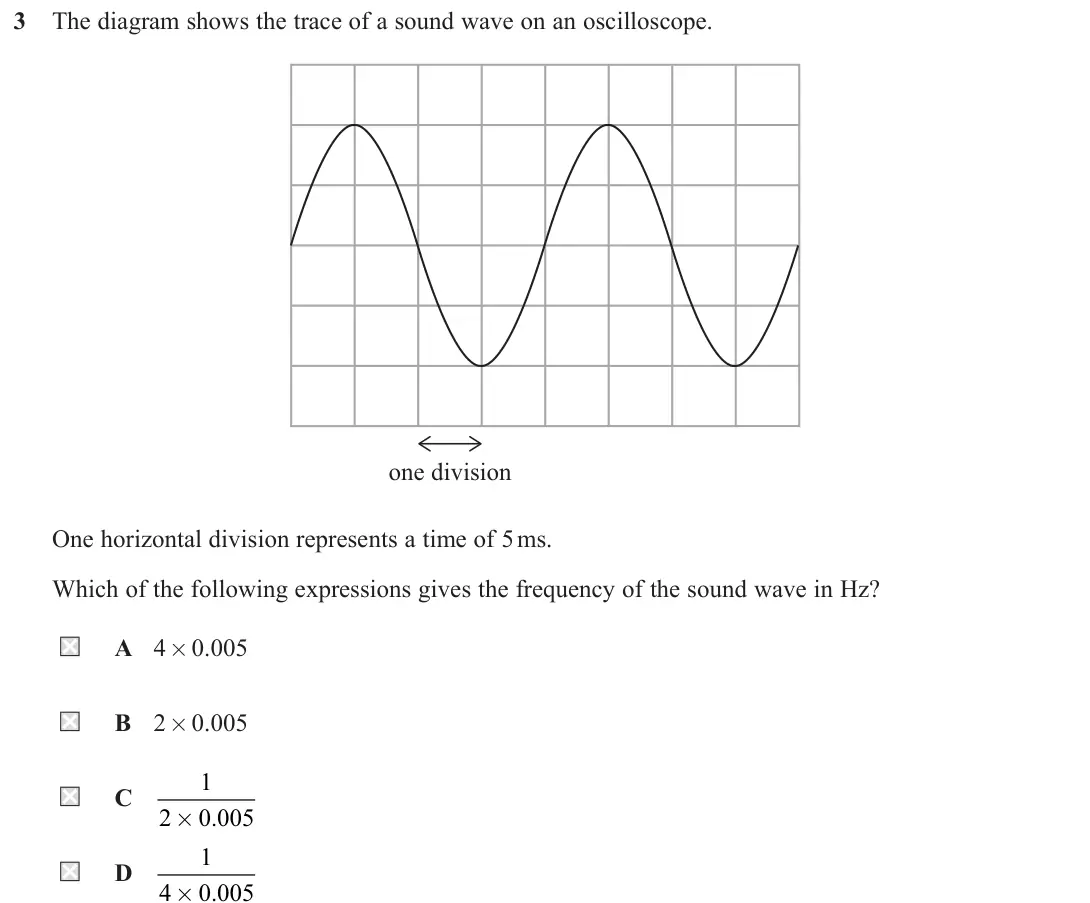 3 The diagram shows the trace of a sound wave on an oscilloscope.
one division
One horizontal division represents a time of 5 ms.
Which of the following expressions gives the frequency of the sound wave in Hz?
A 4 × 0.005
B 2 × 0.005
C 1 / (2 × 0.005)
D 1 / (4 × 0.005)